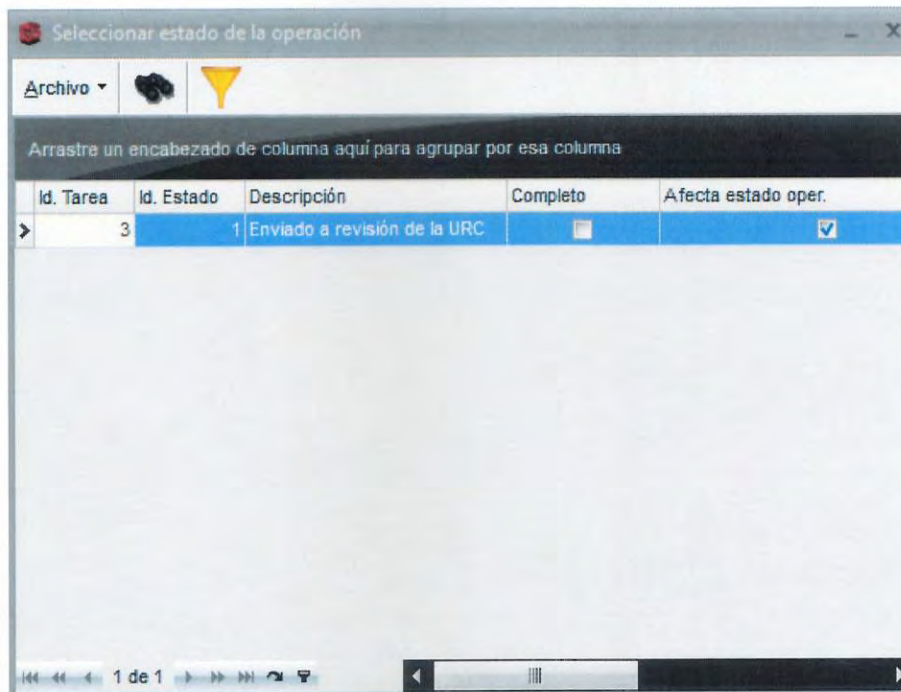 Seleccionar estado de la operación
Archivo
Arrastre un encabezado de columna aquí para agrupar por esa columna
Id. Tarea Id. Estado Descripción Completo Afecta estado oper.
3 1 Enviado a revisión de la URC
1 de 1